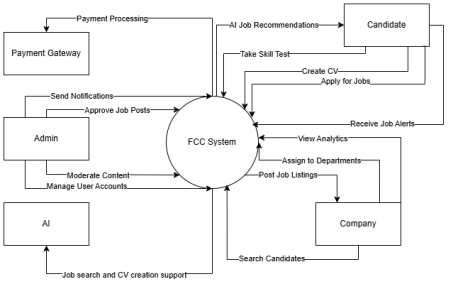 Payment Processing
AI Job Recommendations
Candidate
Payment Gateway
Take Skill Test
Create CV
Apply for Jobs
Send Notifications
Approve Job Posts
Receive Job Alerts
Admin
FCC System
View Analytics
Assign to Departments
Moderate Content
Post Job Listings
Manage User Accounts
AI
Company
Search Candidates
Job search and CV creation support